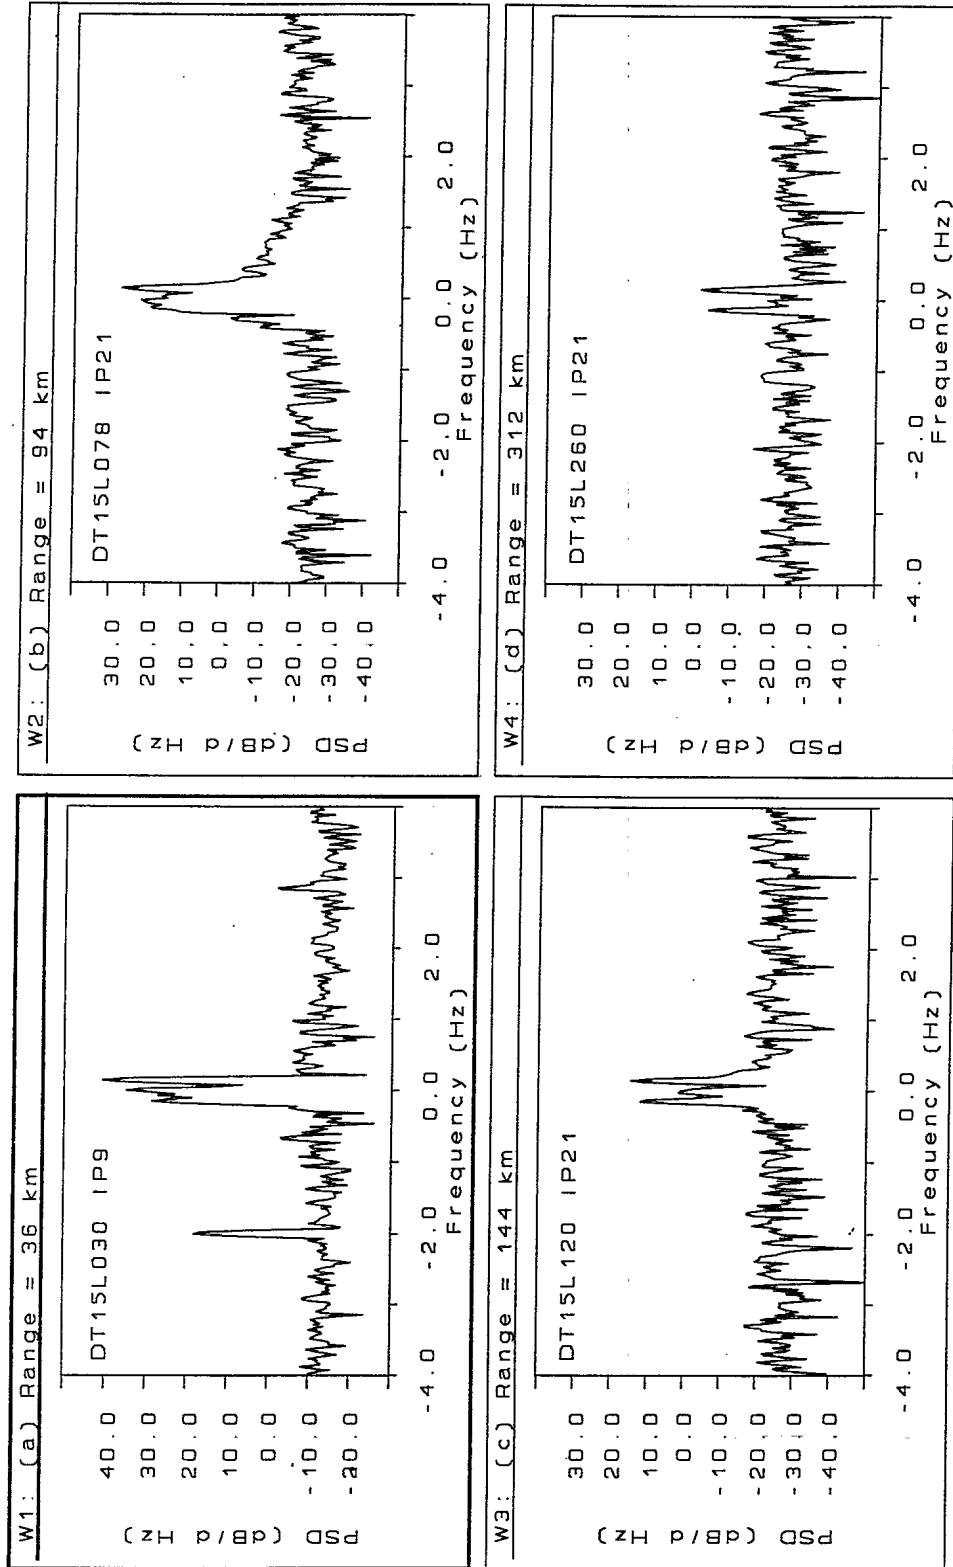 W1: (a) Range = 36 km
DT15L030 IP9
PSD
(dB/d Hz)
40.0
30.0
20.0
10.0
0.0
-10.0
-20.0
-4.0 -2.0 0.0 2.0
Frequency (Hz)
W2: (b) Range = 94 km
DT15L078 IP21
PSD
(dB/d Hz)
30.0
20.0
10.0
0.0
-10.0
-20.0
-30.0
-40.0
-4.0 -2.0 0.0 2.0
Frequency (Hz)
W3: (c) Range = 144 km
DT15L120 IP21
PSD
(dB/d Hz)
30.0
20.0
10.0
0.0
-10.0
-20.0
-30.0
-40.0
-4.0 -2.0 0.0 2.0
Frequency (Hz)
W4: (d) Range = 312 km
DT15L260 IP21
PSD
(dB/d Hz)
30.0
20.0
10.0
0.0
-10.0
-20.0
-30.0
-40.0
-4.0 -2.0 0.0 2.0
Frequency (Hz)